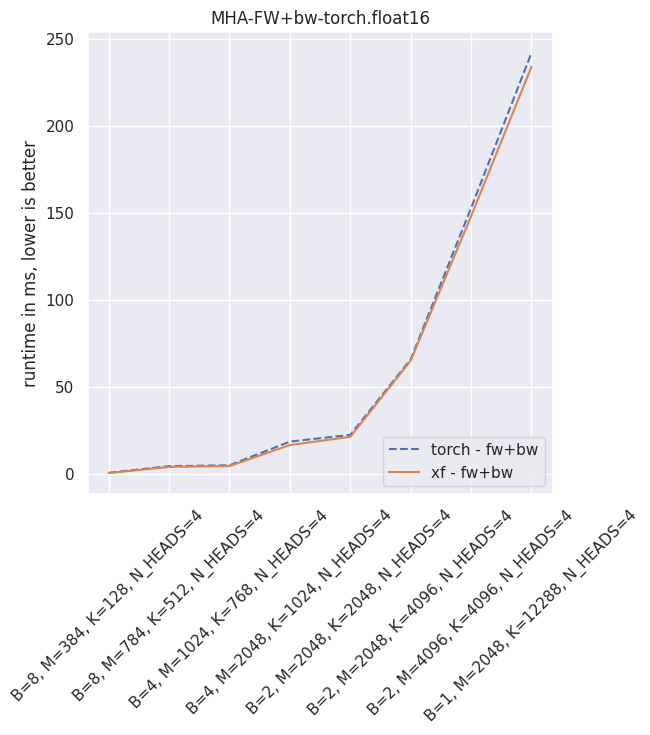 MHA-FW+bw-torch.float16
250
200
150
100
50
0
runtime in ms, lower is better
torch - fw+bw
xf - fw+bw
B=8, M=384, K=128, N_HEADS=4
B=8, M=784, K=512, N_HEADS=4
B=4, M=1024, K=768, N_HEADS=4
B=4, M=2048, K=1024, N_HEADS=4
B=2, M=2048, K=2048, N_HEADS=4
B=2, M=2048, K=4096, N_HEADS=4
B=2, M=4096, K=4096, N_HEADS=4
B=1, M=2048, K=12288, N_HEADS=4